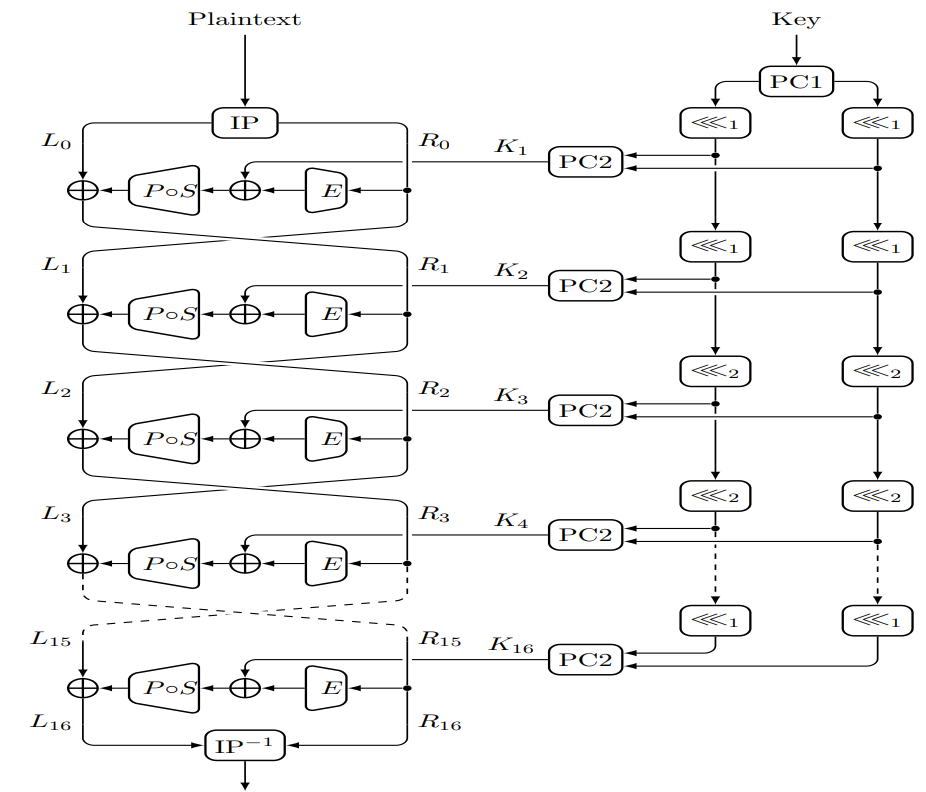 Plaintext Key
PC1
IP ⋘1 ⋘1
L0 R0 K1 PC2
P∘S E
L1 R1 K2 PC2 ⋘1 ⋘1
P∘S E
L2 R2 K3 PC2 ⋘2 ⋘2
P∘S E
L3 R3 K4 PC2 ⋘2 ⋘2
P∘S E
L15 R15 K16 PC2 ⋘1 ⋘1
P∘S E
L16 R16
IP−1